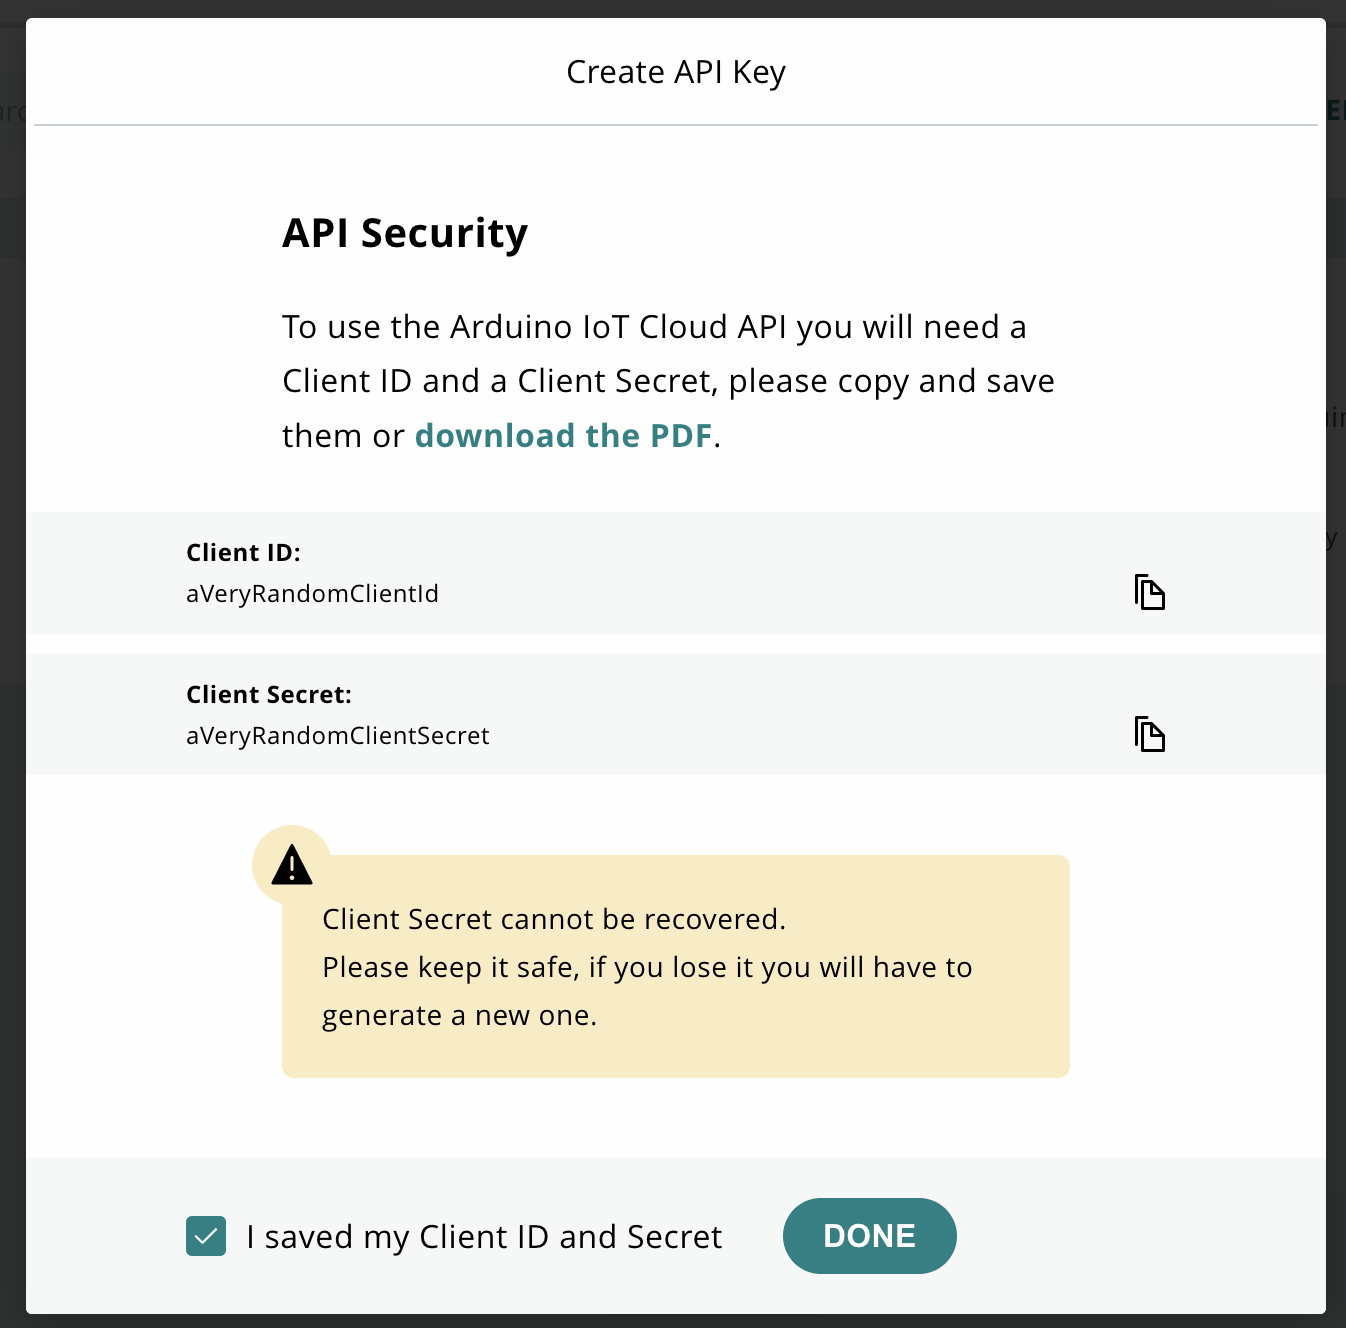 Create API Key
API Security
To use the Arduino IoT Cloud API you will need a
Client ID and a Client Secret, please copy and save
them or download the PDF.
Client ID:
aVeryRandomClientId
Client Secret:
aVeryRandomClientSecret
Client Secret cannot be recovered.
Please keep it safe, if you lose it you will have to
generate a new one.
I saved my Client ID and Secret
DONE